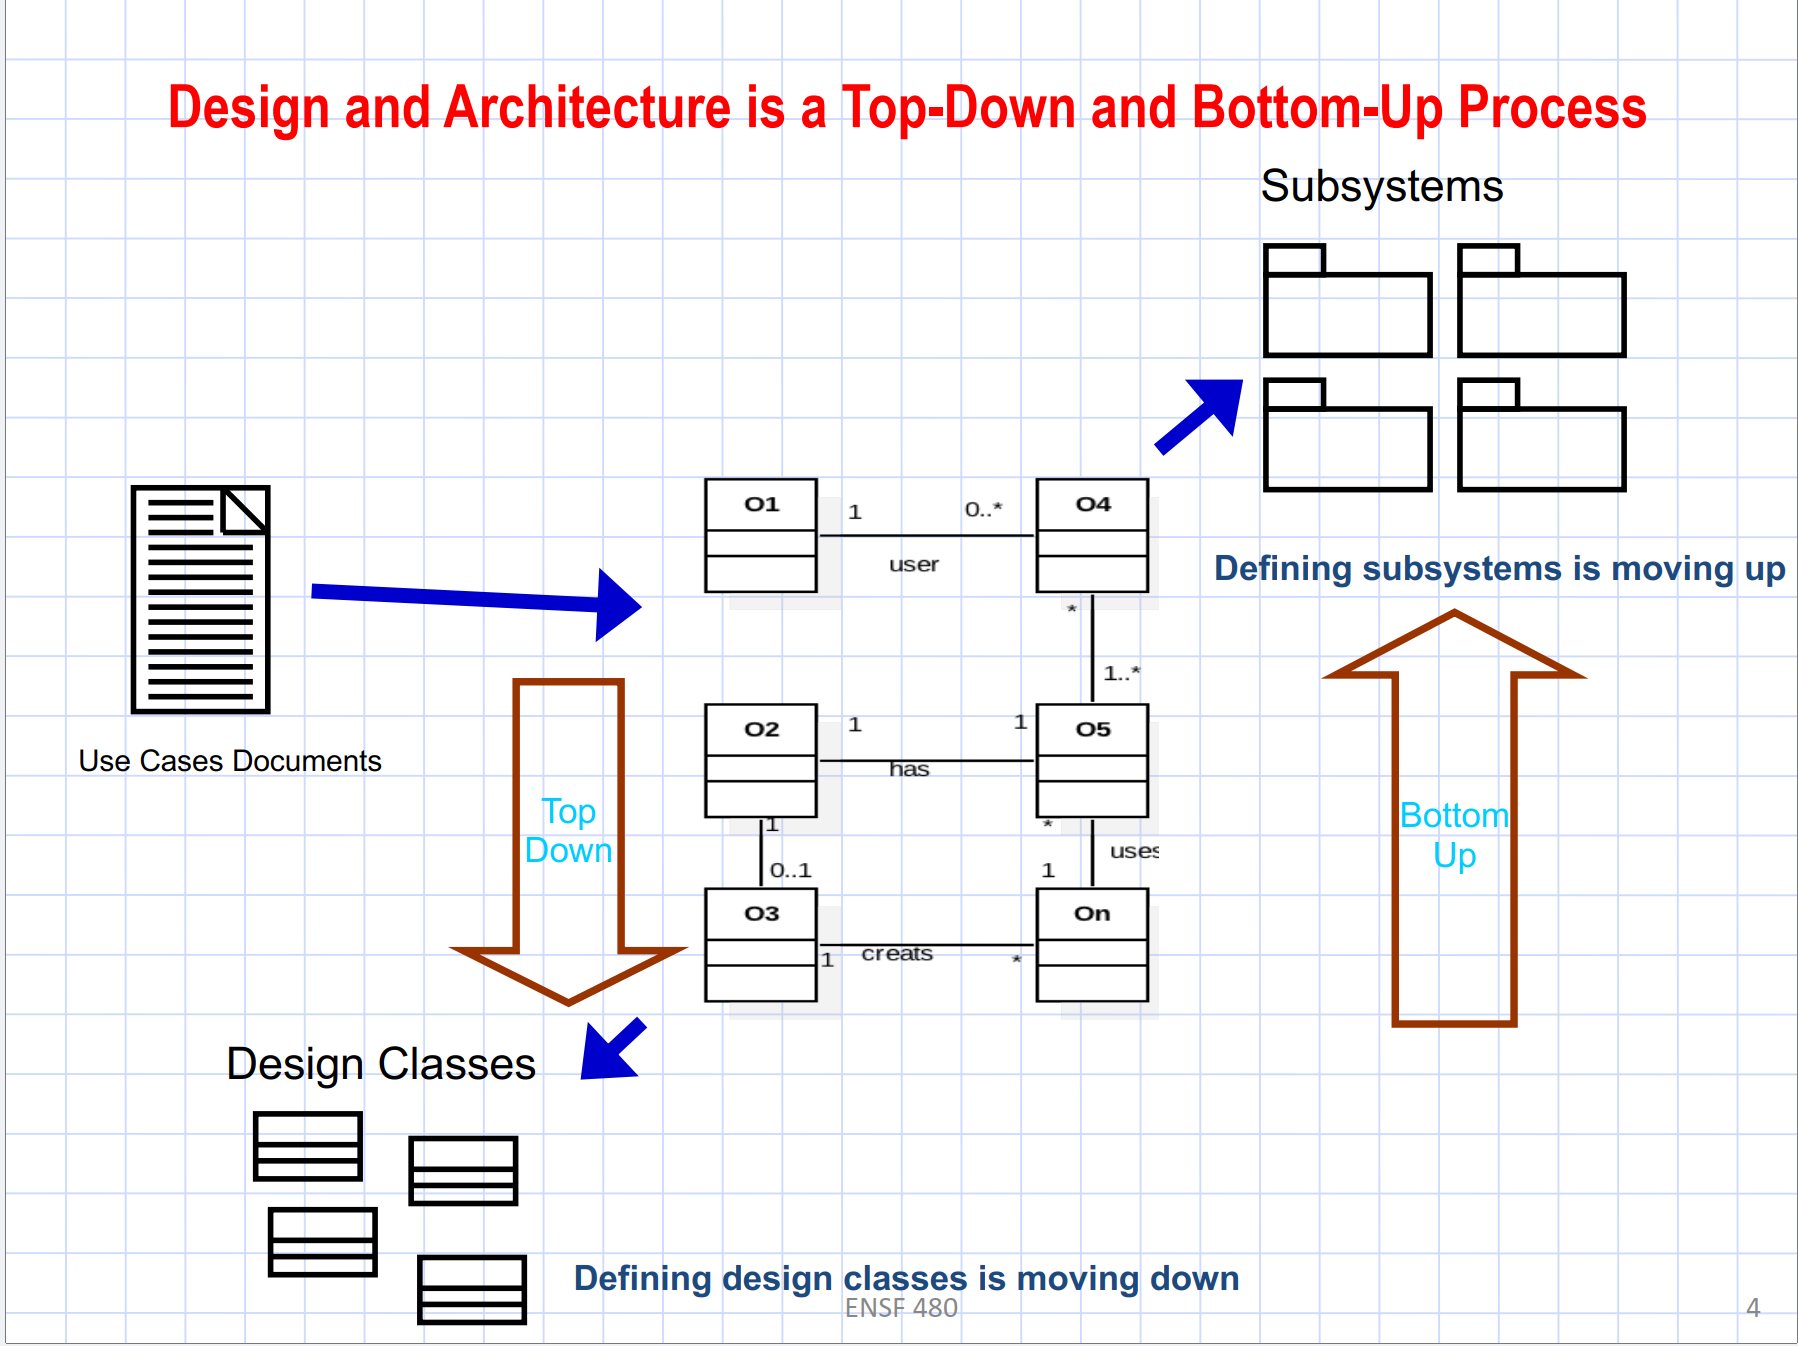 Design and Architecture is a Top-Down and Bottom-Up Process
Subsystems
O1
1
0..*
user
O4
Defining subsystems is moving up
*
1..*
O2
1
1
has
O5
Use Cases Documents
Top
Down
Bottom
Up
1
0..1
*
uses
1
O3
1
creats
*
On
Design Classes
Defining design classes is moving down
ENSF 480
4